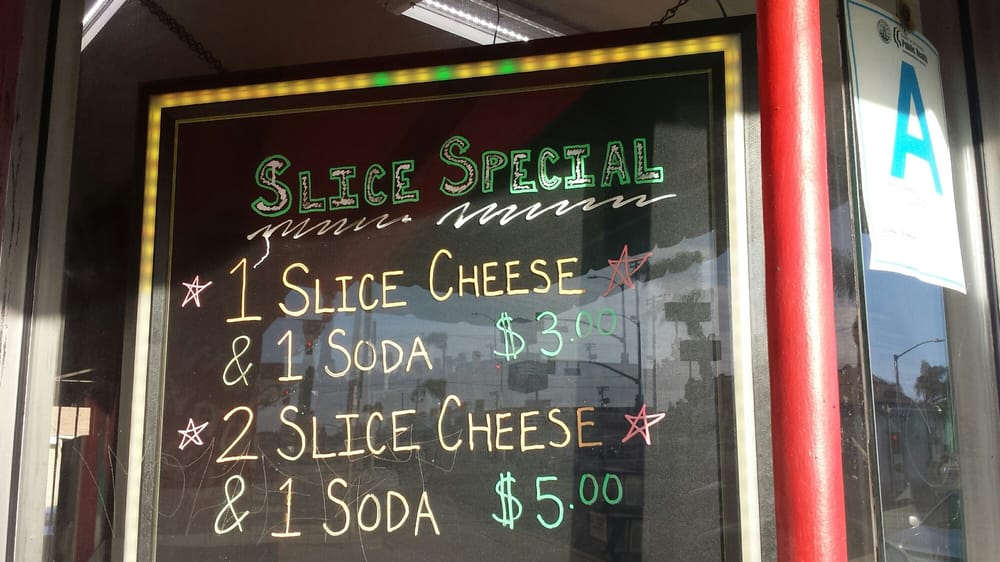 SLICE SPECIAL
1 SLICE CHEESE
& 1 SODA $3.00
2 SLICE CHEESE
& 1 SODA $5.00
A